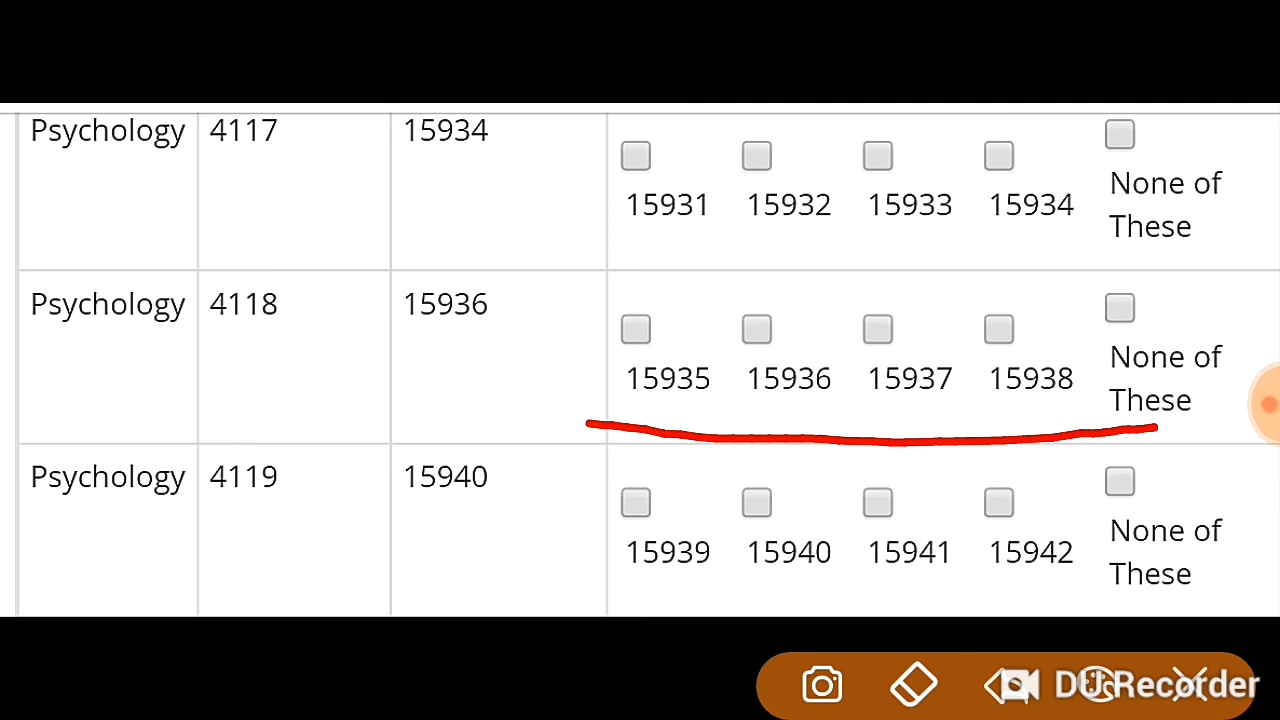 Psychology 4117 15934
15931 15932 15933 15934 None of
These
Psychology 4118 15936
15935 15936 15937 15938 None of
These
Psychology 4119 15940
15939 15940 15941 15942 None of
These
DU Recorder